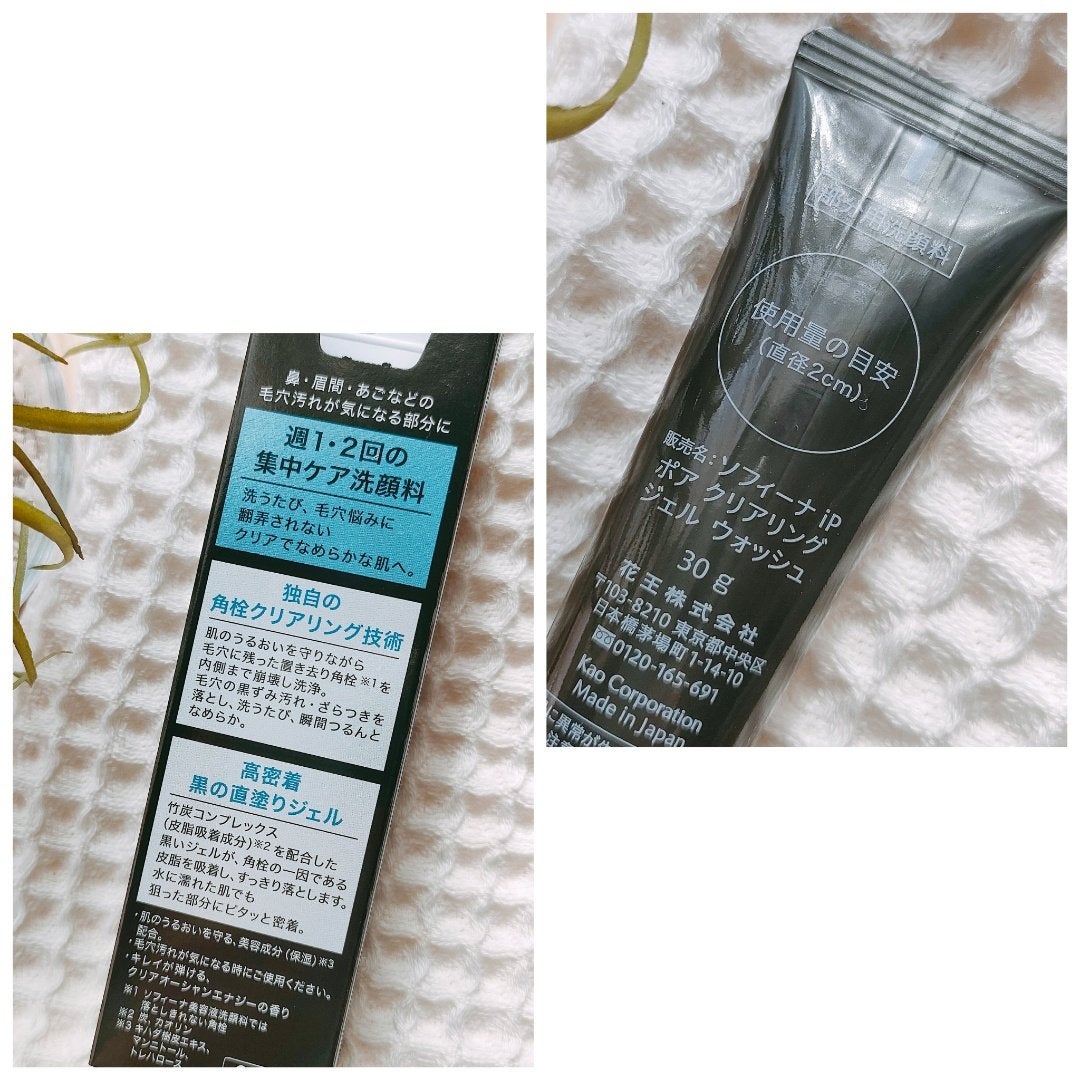 鼻・眉間・あごなどの
毛穴汚れが気になる部分に
週1・2回の
集中ケア洗顔料
洗うたび、毛穴悩みに
翻弄されない
クリアでなめらかな肌へ。
独自の
角栓クリアリング技術
肌のうるおいを守りながら
毛穴に残った置き去り角栓※1を
内側まで崩壊し洗浄。
毛穴の黒ずみ汚れ・ざらつきを
落とし、洗うたび、瞬間つるんと
なめらか。
高密着
黒の直塗りジェル
竹炭コンプレックス
(皮脂吸着成分)※2を配合した
黒いジェルが、角栓の一因である
皮脂を吸着し、すっきり落とします。
水に濡れた肌でも
狙った部分にピタッと密着。
・肌のうるおいを守る、美容成分(保湿)※3
配合。
・毛穴汚れが気になる時にご使用ください。
・キレイが弾ける、
クリアオーシャンエナジーの香り
※1 ソフィーナ美容液洗顔料では
落としきれない角栓
※2 炭、カオリン
※3 キハダ樹皮エキス、
マンニトール、
トレハロース
部分用洗顔料
使用量の目安
(直径2cm)
販売名:ソフィーナ iP
ポア クリアリング
ジェル ウォッシュ
30 g
花王株式会社
〒103-8210 東京都中央区
日本橋茅場町1-14-10
0120-165-691
Kao Corporation
Made in Japan
に異常が